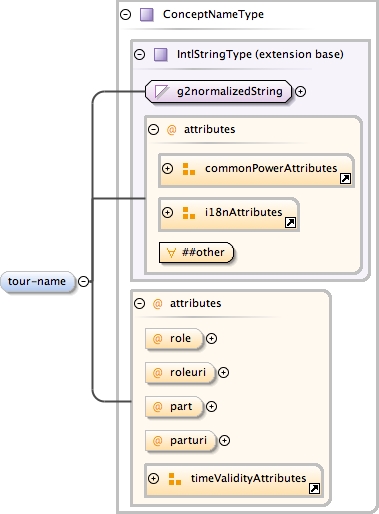 ConceptNameType
IntlStringType (extension base)
g2normalizedString
@ attributes
commonPowerAttributes
i18nAttributes
∀ ##other
tour-name
@ attributes
@ role
@ roleuri
@ part
@ parturi
timeValidityAttributes